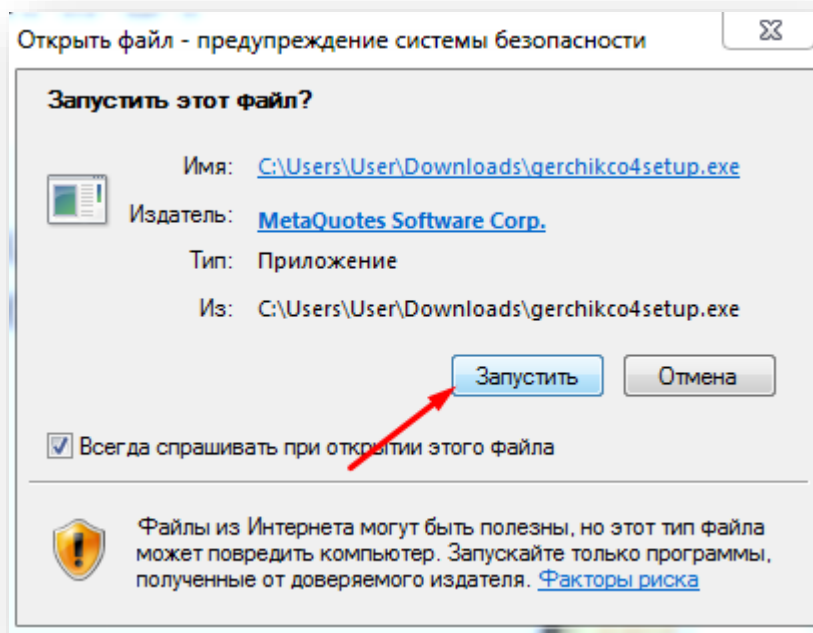 Открыть файл - предупреждение системы безопасности
Запустить этот файл?
Имя: C:\Users\User\Downloads\gerchikco4setup.exe
Издатель: MetaQuotes Software Corp.
Тип: Приложение
Из: C:\Users\User\Downloads\gerchikco4setup.exe
Запустить Отмена
Всегда спрашивать при открытии этого файла
Файлы из Интернета могут быть полезны, но этот тип файла
может повредить компьютер. Запускайте только программы,
полученные от доверяемого издателя. Факторы риска